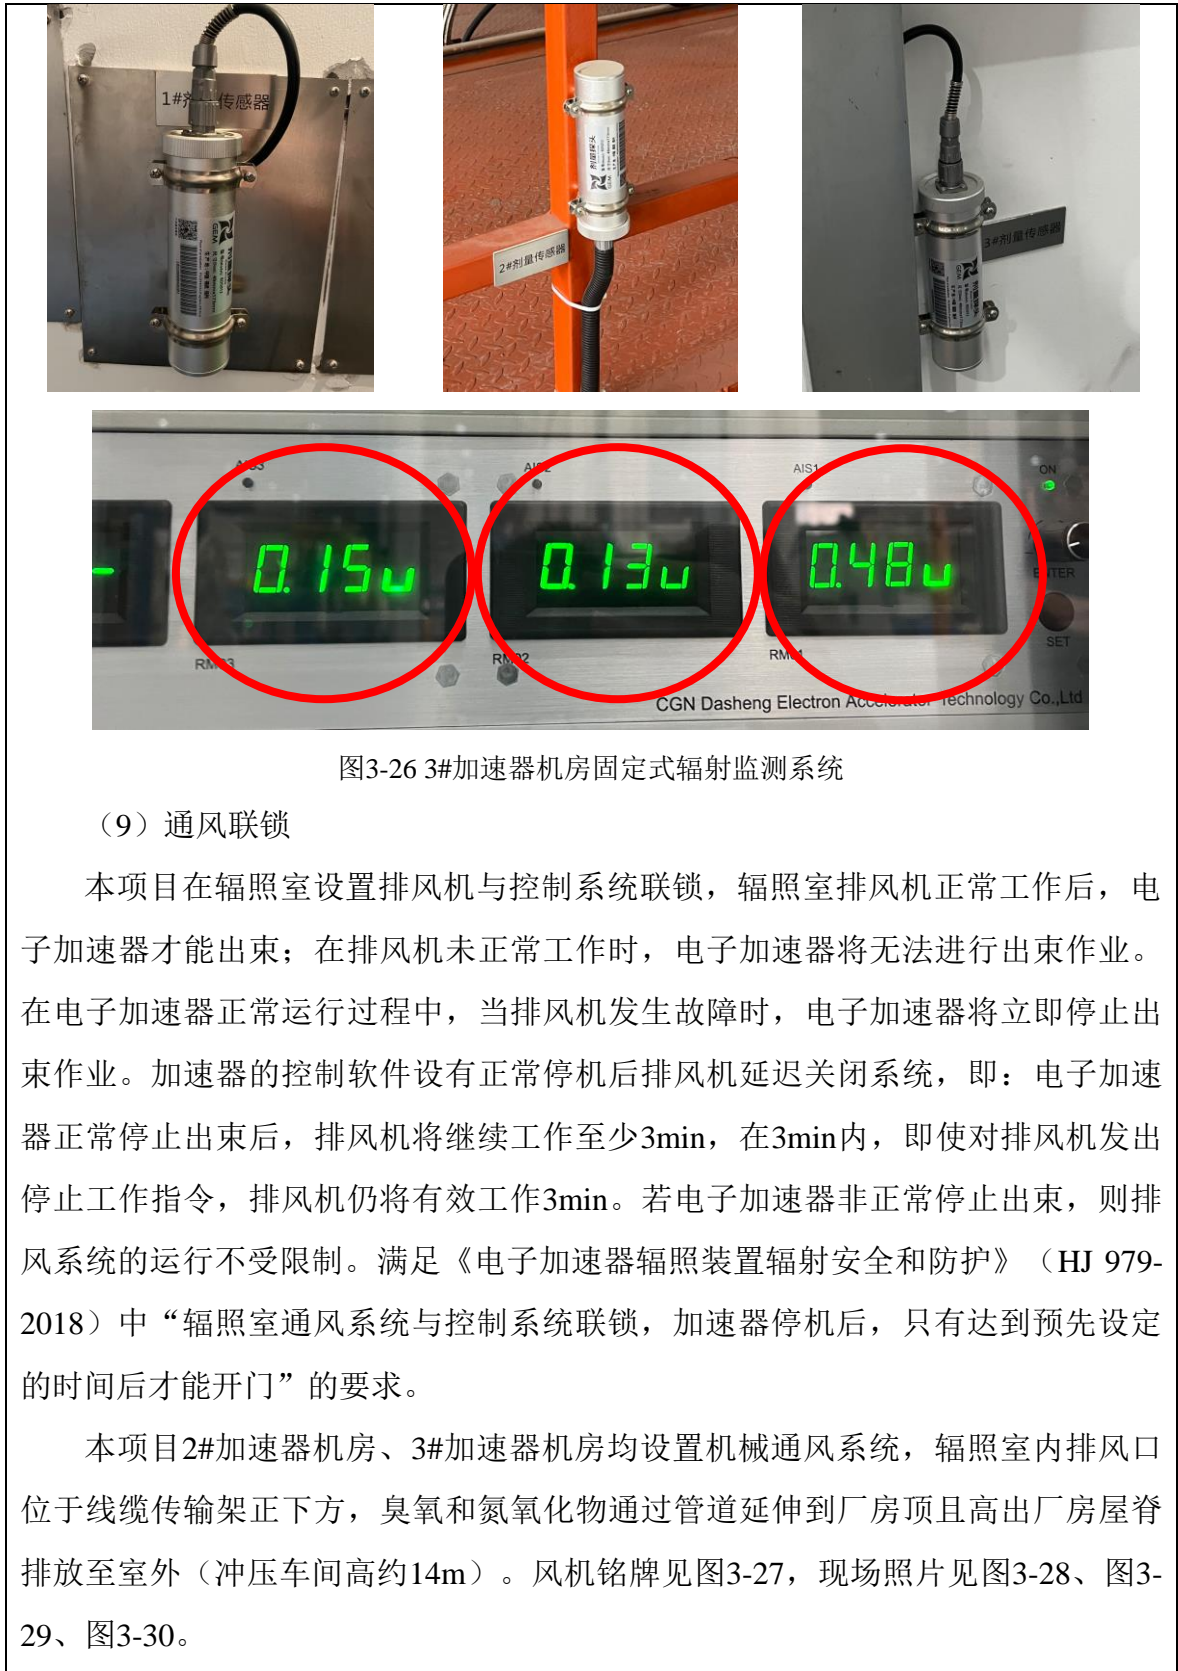 1#剂 传感器
GEM
剂量探头
GEM
2#剂量传感器
GEM
3#剂量传感器
AIS2
AIS1
ON
0.15u
0.13u
0.48u
ENTER
SET
RM02
CGN Dasheng Electron Accelerator Technology Co.,Ltd
图3-26 3#加速器机房固定式辐射监测系统
（9）通风联锁
本项目在辐照室设置排风机与控制系统联锁，辐照室排风机正常工作后，电
子加速器才能出束；在排风机未正常工作时，电子加速器将无法进行出束作业。
在电子加速器正常运行过程中，当排风机发生故障时，电子加速器将立即停止出
束作业。加速器的控制软件设有正常停机后排风机延迟关闭系统，即：电子加速
器正常停止出束后，排风机将继续工作至少3min，在3min内，即使对排风机发出
停止工作指令，排风机仍将有效工作3min。若电子加速器非正常停止出束，则排
风系统的运行不受限制。满足《电子加速器辐照装置辐射安全和防护》（HJ 979-
2018）中“辐照室通风系统与控制系统联锁，加速器停机后，只有达到预先设定
的时间后才能开门”的要求。
本项目2#加速器机房、3#加速器机房均设置机械通风系统，辐照室内排风口
位于线缆传输架正下方，臭氧和氮氧化物通过管道延伸到厂房顶且高出厂房屋脊
排放至室外（冲压车间高约14m）。风机铭牌见图3-27，现场照片见图3-28、图3-
29、图3-30。